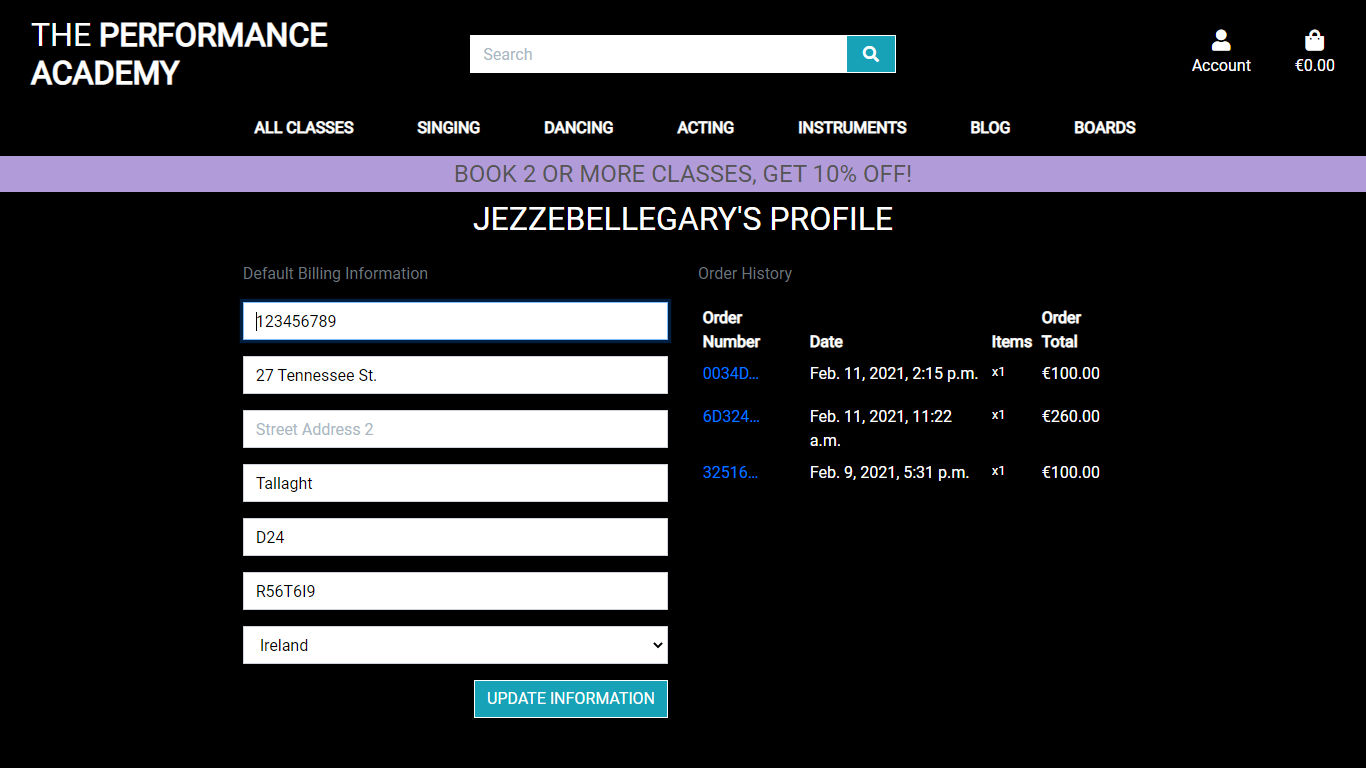 THE PERFORMANCE
ACADEMY
Search
Account
€0.00
ALL CLASSES SINGING DANCING ACTING INSTRUMENTS BLOG BOARDS
BOOK 2 OR MORE CLASSES, GET 10% OFF!
JEZZEBELLEGARY'S PROFILE
Default Billing Information
123456789
27 Tennessee St.
Street Address 2
Tallaght
D24
R56T6I9
Ireland
UPDATE INFORMATION
Order History
Order
Number Date Items Order
Total
0034D… Feb. 11, 2021, 2:15 p.m. x1 €100.00
6D324… Feb. 11, 2021, 11:22
a.m. x1 €260.00
32516… Feb. 9, 2021, 5:31 p.m. x1 €100.00